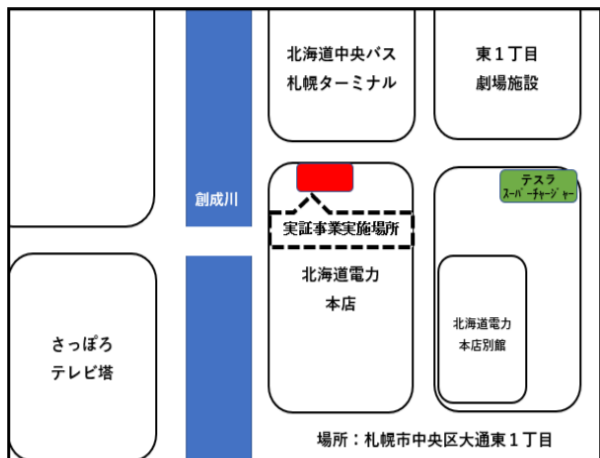 北海道中央バス
札幌ターミナル
東１丁目
劇場施設
テスラ
ｽｰﾊﾟｰﾁｬｰｼﾞｬｰ
創成川
実証事業実施場所
北海道電力
本店
北海道電力
本店別館
さっぽろ
テレビ塔
場所：札幌市中央区大通東１丁目